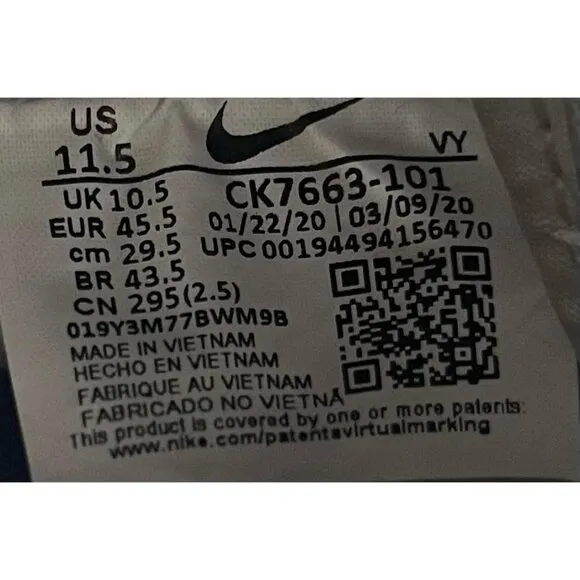 US
11.5
VY
UK 10.5
CK7663-101
EUR 45.5
01/22/20 | 03/09/20
cm 29.5
UPC 00194494156470
BR 43.5
CN 295(2.5)
019Y3M77BWM9B
MADE IN VIETNAM
HECHO EN VIETNAM
FABRIQUE AU VIETNAM
FABRICADO NO VIETNÃ
This product is covered by one or more patents:
www.nike.com/patentsvirtualmarking